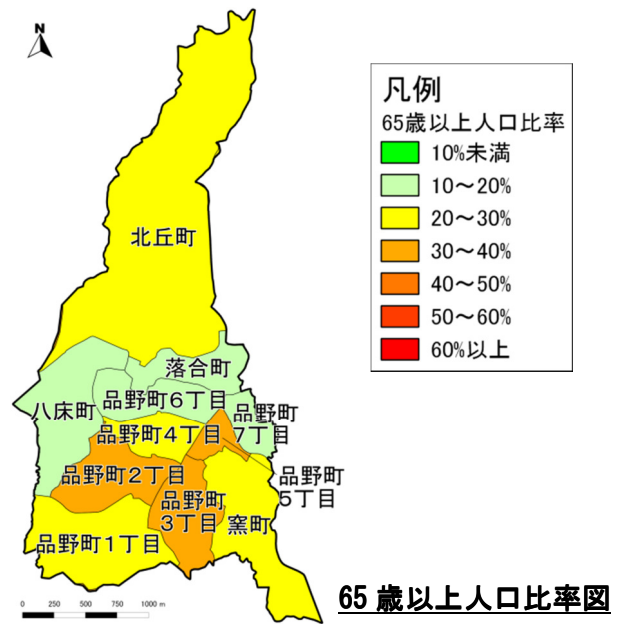 N
凡例
65歳以上人口比率
10%未満
10～20%
20～30%
30～40%
40～50%
50～60%
60%以上
北丘町
落合町
八床町
品野町6丁目
品野町
7丁目
品野町4丁目
品野町2丁目
品野町
5丁目
品野町
3丁目
窯町
品野町1丁目
0 250 500 750 1000 m
65歳以上人口比率図